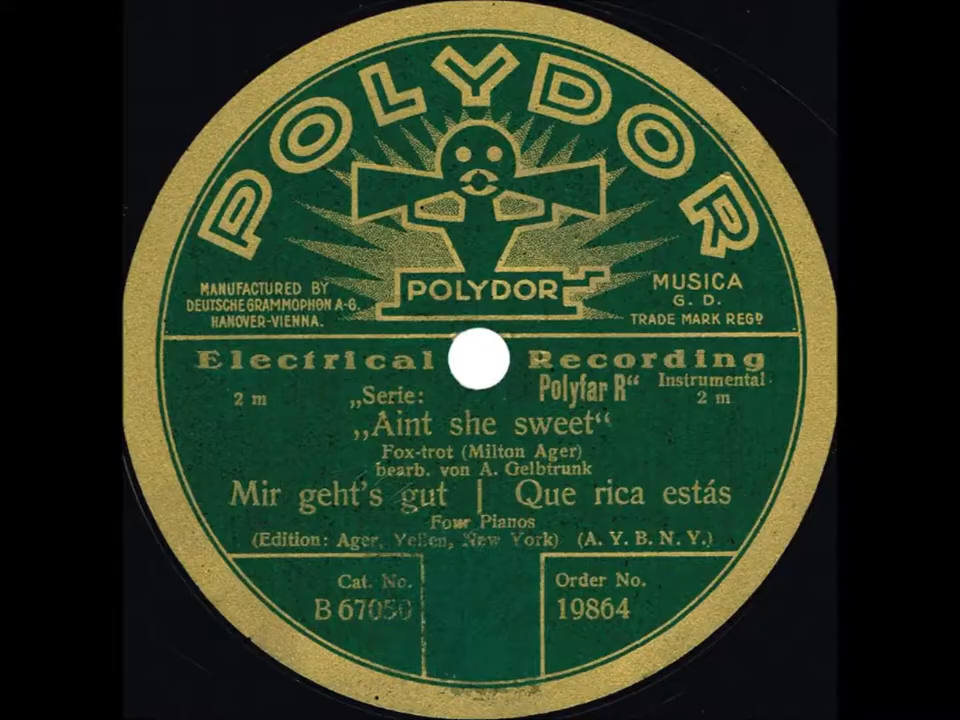 POLYDOR
POLYDOR
MANUFACTURED BY
DEUTSCHE GRAMMOPHON A-G.
HANOVER-VIENNA.
MUSICA
G. D.
TRADE MARK REGD
Electrical Recording
2 m „Serie: Polyfar R“ Instrumental 2 m
„Aint she sweet“
Fox-trot (Milton Ager)
bearb. von A. Gelbtrunk
Mir geht's gut | Que rica estás
Four Pianos
(Edition: Ager, Yellen, New York) (A. Y. B. N. Y.)
Cat. No.
B 67050
Order No.
19864